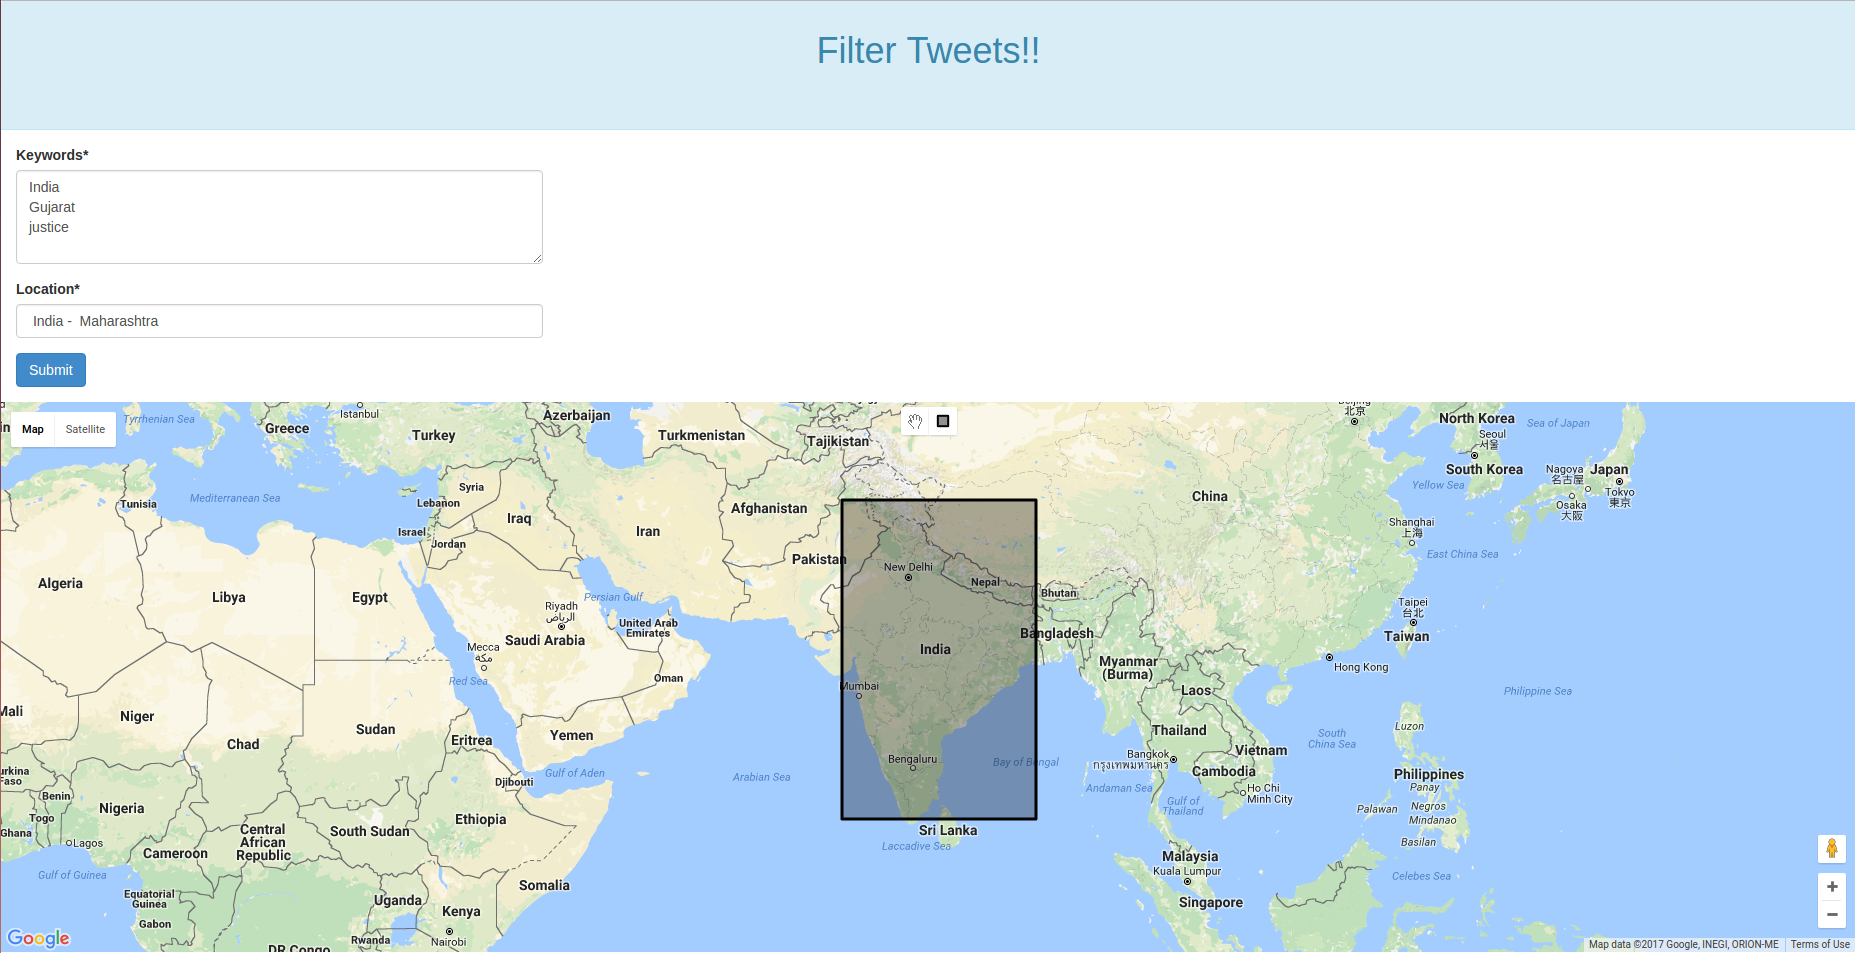 Filter Tweets!!
Keywords*
India
Gujarat
justice
Location*
India -  Maharashtra
Submit
Map
Satellite
Tyrrhenian Sea
Greece
Istanbul
Turkey
Azerbaijan
Turkmenistan
Tajikistan
北京
North Korea
Seoul
서울
Sea of Japan
South Korea
Yellow Sea
Nagoya
名古屋
Japan
Tokyo
東京
Osaka
大阪
Tunisia
Mediterranean Sea
Syria
Lebanon
Israel
Jordan
Iraq
Iran
Afghanistan
Pakistan
China
Shanghai
上海
East China Sea
Algeria
Libya
Egypt
Persian Gulf
Riyadh
الرياض
Saudi Arabia
United Arab
Emirates
Mecca
مكة
Red Sea
Oman
New Delhi
Nepal
Bhutan
Bangladesh
India
Mumbai
Myanmar
(Burma)
Taipei
台北
Taiwan
Hong Kong
Laos
Philippine Sea
Mali
Niger
Chad
Sudan
Eritrea
Yemen
Gulf of Aden
Djibouti
Arabian Sea
Bengaluru
Bay of Bengal
Thailand
Bangkok
กรุงเทพมหานคร
Vietnam
Cambodia
Ho Chi
Minh City
Andaman Sea
Gulf of
Thailand
South
China Sea
Luzon
Philippines
Panay
Palawan
Negros
Mindanao
Basilan
urkina
Faso
Benin
Togo
Ghana
Nigeria
Lagos
Cameroon
Central
African
Republic
South Sudan
Ethiopia
Sri Lanka
Laccadive Sea
Malaysia
Kuala Lumpur
Singapore
Celebes Sea
Gulf of Guinea
Equatorial
Guinea
Gabon
Uganda
Kenya
Somalia
Rwanda
Nairobi
DR Congo
Google
Map data ©2017 Google, INEGI, ORION-ME
Terms of Use